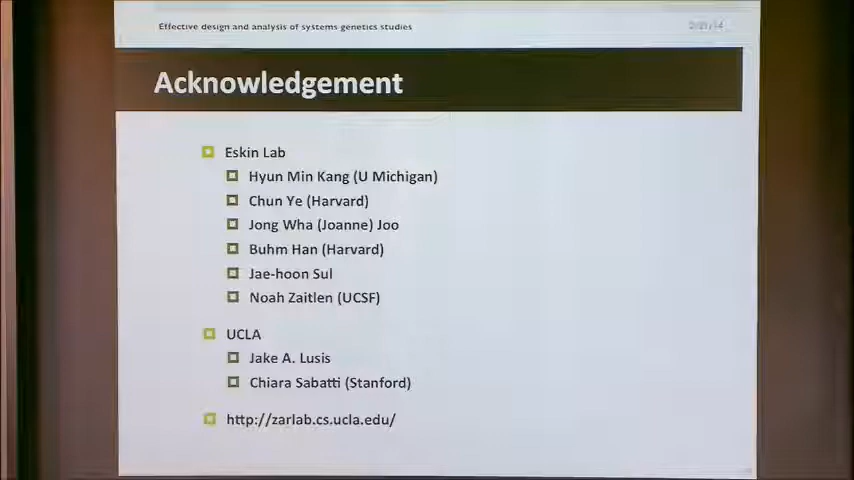 Effective design and analysis of systems genetics studies
Acknowledgement
Eskin Lab
Hyun Min Kang (U Michigan)
Chun Ye (Harvard)
Jong Wha (Joanne) Joo
Buhm Han (Harvard)
Jae-hoon Sul
Noah Zaitlen (UCSF)
UCLA
Jake A. Lusis
Chiara Sabatti (Stanford)
http://zarlab.cs.ucla.edu/